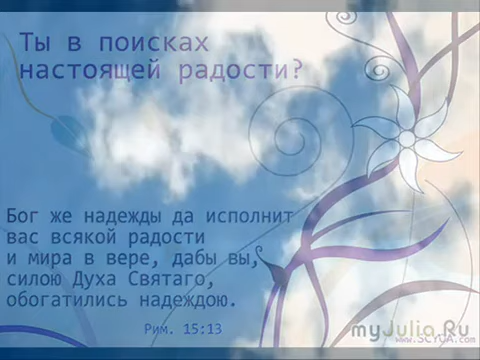 Ты в поисках
настоящей радости?
Бог же надежды да исполнит
вас всякой радости
и мира в вере, дабы вы,
силою Духа Святаго,
обогатились надеждою.
Рим. 15:13
myJulia.Ru
www.SCYUA.com